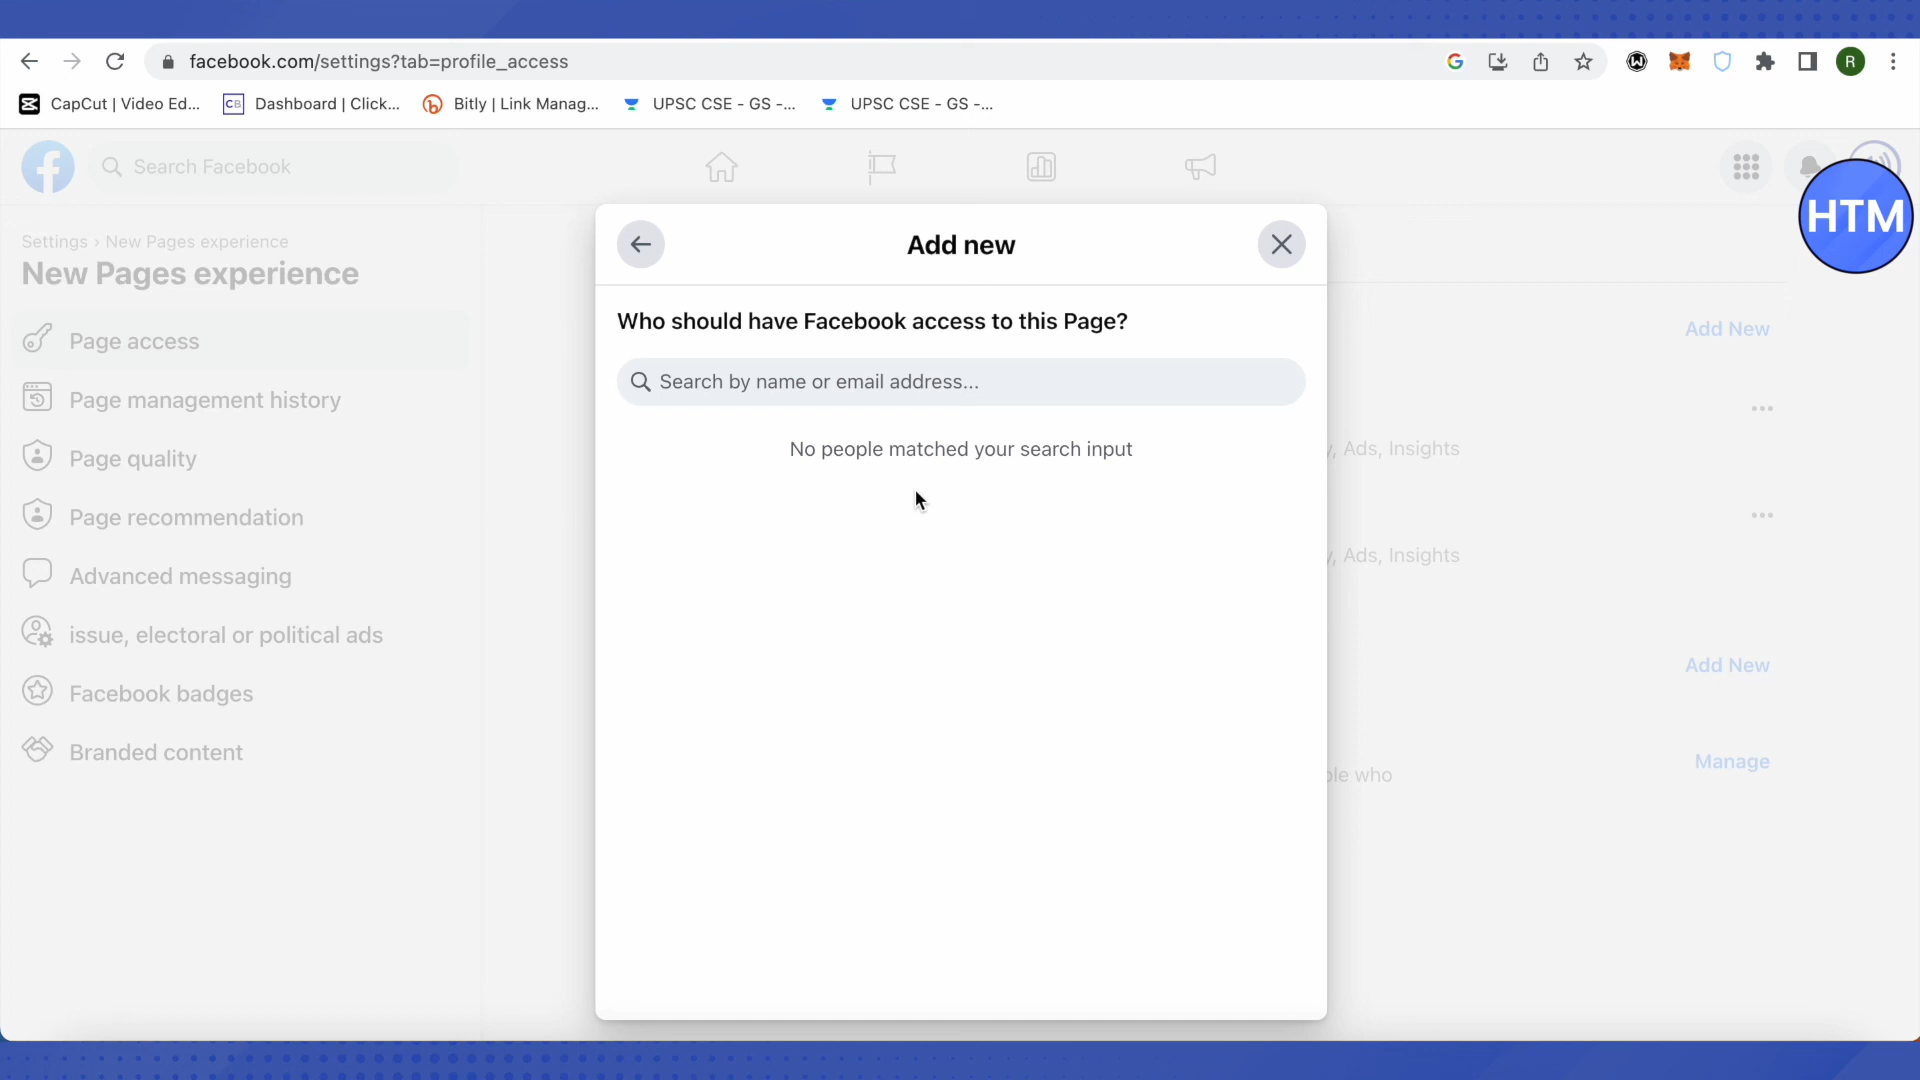 facebook.com/settings?tab=profile_access
R
CapCut | Video Ed...
CB
Dashboard | Click...
Bitly | Link Manag...
UPSC CSE - GS -...
UPSC CSE - GS -...
Search Facebook
HTM
Settings › New Pages experience
New Pages experience
Page access
Page management history
Page quality
Page recommendation
Advanced messaging
issue, electoral or political ads
Facebook badges
Branded content
Add new
Who should have Facebook access to this Page?
Search by name or email address...
No people matched your search input
Add New
, Ads, Insights
, Ads, Insights
Add New
Manage
ple who